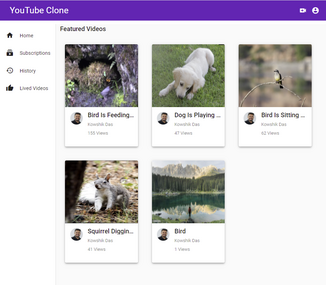 YouTube Clone
Home
Subscriptions
History
Lived Videos
Featured Videos
Bird Is Feeding...
Kowshik Das
155 Views
Dog Is Playing ...
Kowshik Das
47 Views
Bird Is Sitting ...
Kowshik Das
62 Views
Squirrel Diggin...
Kowshik Das
41 Views
Bird
Kowshik Das
1 Views